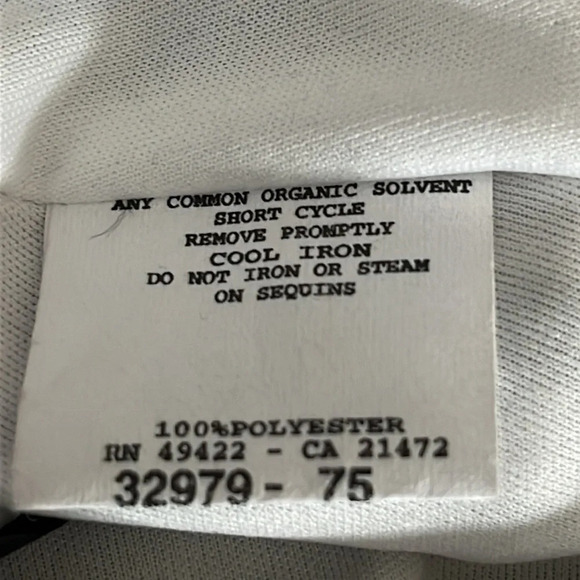 ANY COMMON ORGANIC SOLVENT
SHORT CYCLE
REMOVE PROMPTLY
COOL IRON
DO NOT IRON OR STEAM
ON SEQUINS
100%POLYESTER
RN 49422 - CA 21472
32979 - 75